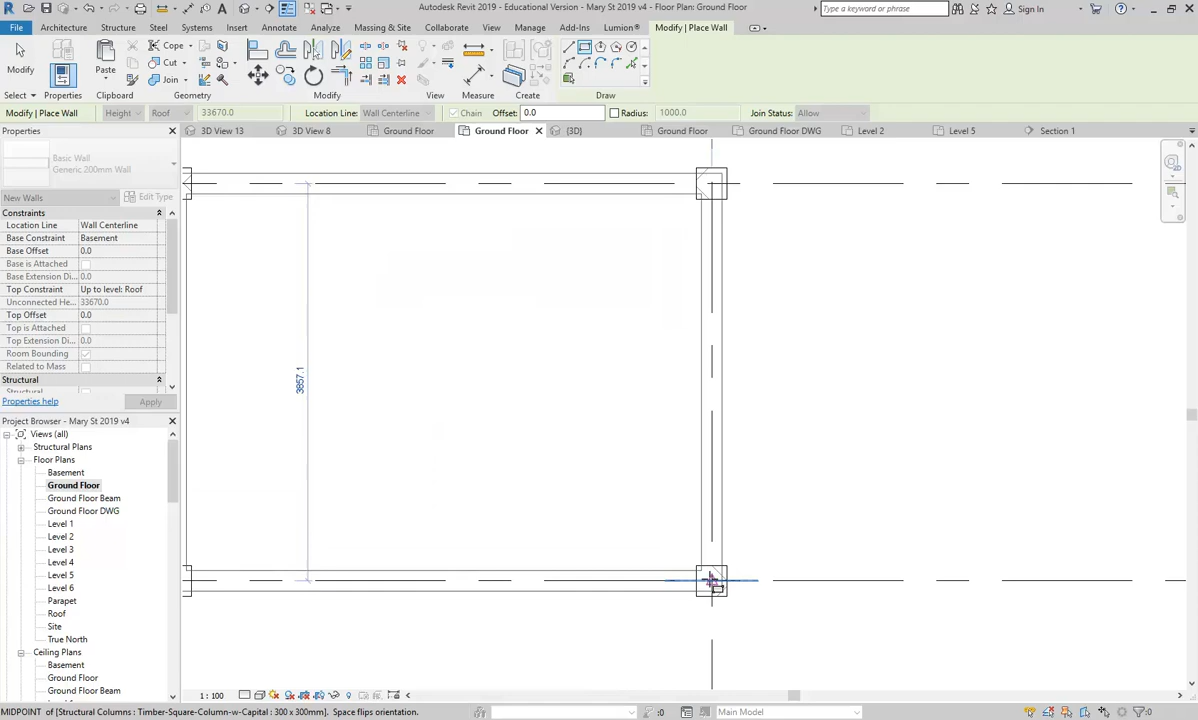 Autodesk Revit 2019 - Educational Version - Mary St 2019 v4 - Floor Plan: Ground Floor
Type a keyword or phrase
Sign In
File Architecture Structure Steel Systems Insert Annotate Analyze Massing & Site Collaborate View Manage Add-Ins Lumion® Modify | Place Wall
Modify
Paste
Cope
Cut
Join
Select Properties Clipboard Geometry Modify View Measure Create Draw
Modify | Place Wall Height Roof 33670.0 Location Line: Wall Centerline Chain Offset: 0.0 Radius: 1000.0 Join Status: Allow
Properties
3D View 13 3D View 8 Ground Floor Ground Floor {3D} Ground Floor Ground Floor DWG Level 2 Level 5 Section 1
Basic Wall
Generic 200mm Wall
New Walls Edit Type
Constraints
Location Line Wall Centerline
Base Constraint Basement
Base Offset 0.0
Base is Attached
Base Extension Di... 0.0
Top Constraint Up to level: Roof
Unconnected He... 33670.0
Top Offset 0.0
Top is Attached
Top Extension Di... 0.0
Room Bounding
Related to Mass
Structural
Properties help Apply
3857.1
Project Browser - Mary St 2019 v4
Views (all)
Structural Plans
Floor Plans
Basement
Ground Floor
Ground Floor Beam
Ground Floor DWG
Level 1
Level 2
Level 3
Level 4
Level 5
Level 6
Parapet
Roof
Site
True North
Ceiling Plans
Basement
Ground Floor
Ground Floor Beam
1 : 100
MIDPOINT of [Structural Columns : Timber-Square-Column-w-Capital : 300 x 300mm]. Space flips orientation.
:0 Main Model :0